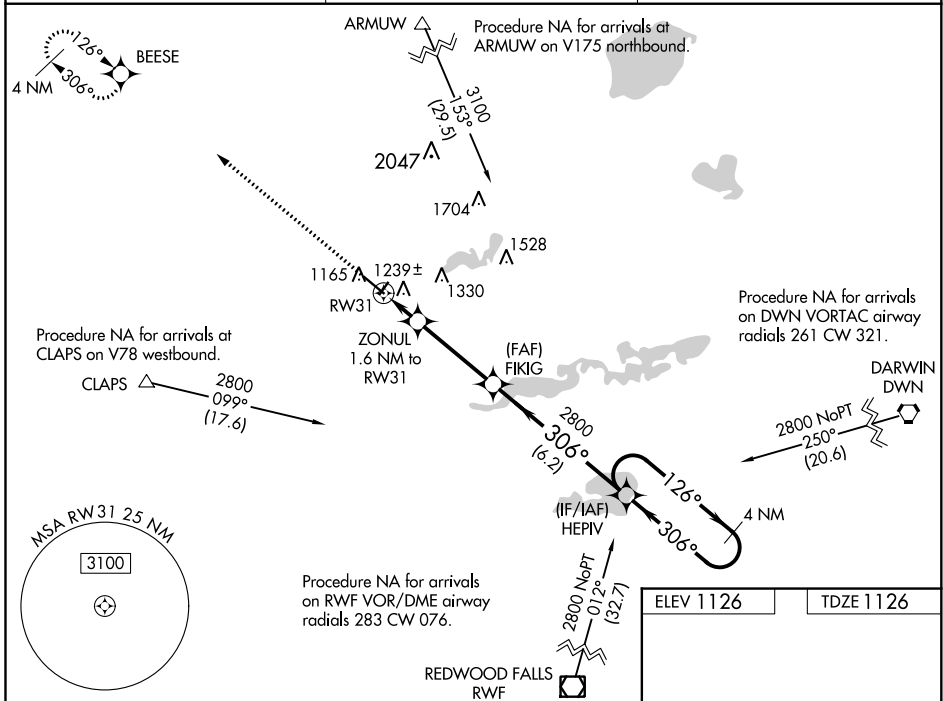 ARMUW
Procedure NA for arrivals at
ARMUW on V175 northbound.
126°
BEESE
306°
4 NM
3100
153°
(29.5)
2047
1704
1528
1165
1239±
1330
RW31
ZONUL
1.6 NM to
RW31
(FAF)
FIKIG
Procedure NA for arrivals
on DWN VORTAC airway
radials 261 CW 321.
Procedure NA for arrivals at
CLAPS on V78 westbound.
CLAPS
2800
099°
(17.6)
DARWIN
DWN
2800 NoPT
250°
(20.6)
2800
306°
(6.2)
(IF/IAF)
HEPIV
126°
306°
4 NM
MSA RW31 25 NM
3100
Procedure NA for arrivals
on RWF VOR/DME airway
radials 283 CW 076.
2800 NoPT
012°
(32.7)
REDWOOD FALLS
RWF
ELEV 1126
TDZE 1126